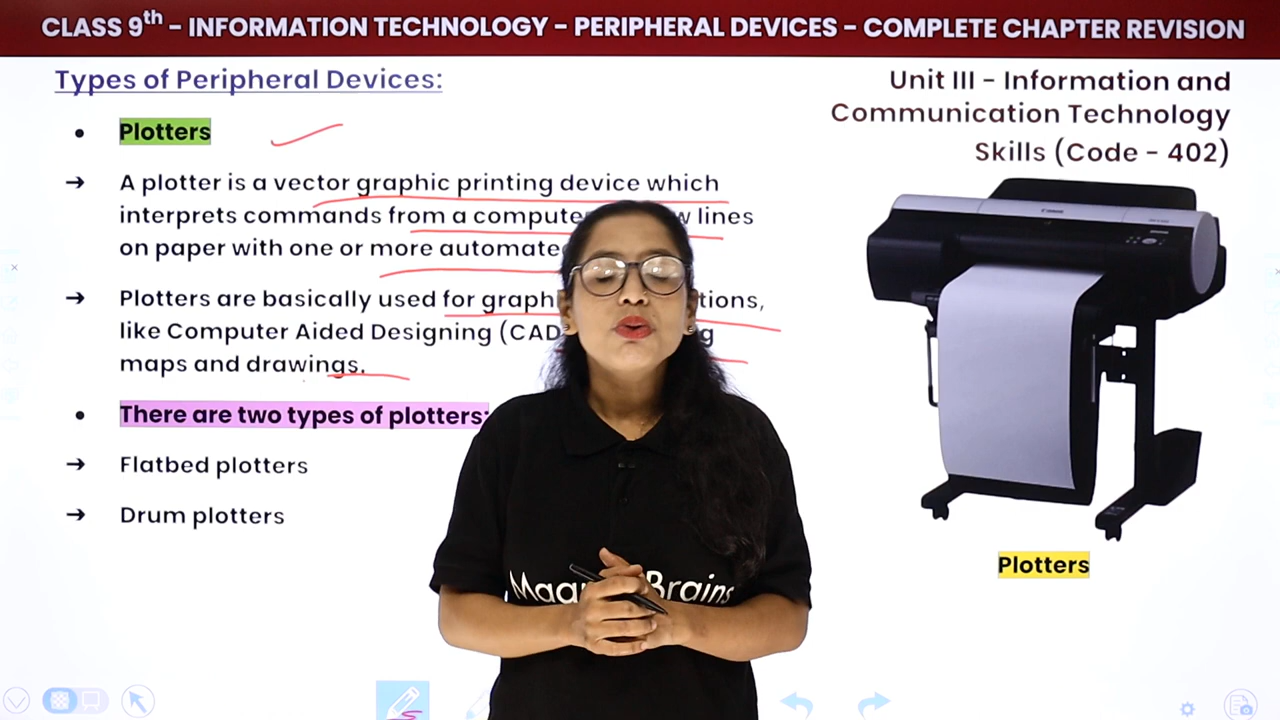 CLASS 9th – INFORMATION TECHNOLOGY – PERIPHERAL DEVICES – COMPLETE CHAPTER REVISION
Types of Peripheral Devices:
Unit III – Information and
Communication Technology
Skills (Code - 402)
• Plotters
→ A plotter is a vector graphic printing device which
interprets commands from a computer lines
on paper with one or more
→ Plotters are basically used for
like Computer Aided Designing (CAD
maps and drawings.
• There are two types of plotters:
→ Flatbed plotters
→ Drum plotters
Plotters
Brains